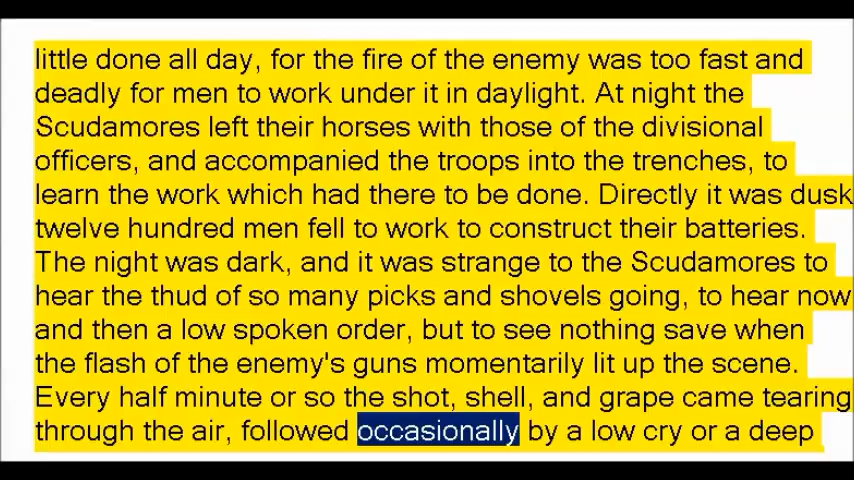 little done all day, for the fire of the enemy was too fast and
deadly for men to work under it in daylight. At night the
Scudamores left their horses with those of the divisional
officers, and accompanied the troops into the trenches, to
learn the work which had there to be done. Directly it was dusk
twelve hundred men fell to work to construct their batteries.
The night was dark, and it was strange to the Scudamores to
hear the thud of so many picks and shovels going, to hear now
and then a low spoken order, but to see nothing save when
the flash of the enemy's guns momentarily lit up the scene.
Every half minute or so the shot, shell, and grape came tearing
through the air, followed occasionally by a low cry or a deep